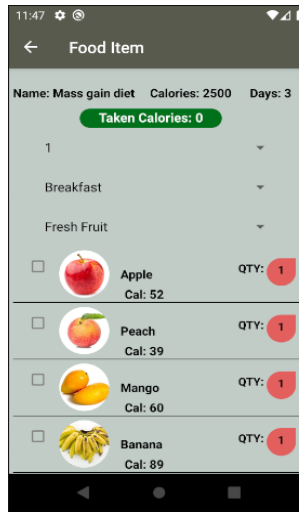 11:47
Food Item
Name: Mass gain diet Calories: 2500 Days: 3
Taken Calories: 0
1
Breakfast
Fresh Fruit
Apple QTY: 1
Cal: 52
Peach QTY: 1
Cal: 39
Mango QTY: 1
Cal: 60
Banana QTY: 1
Cal: 89